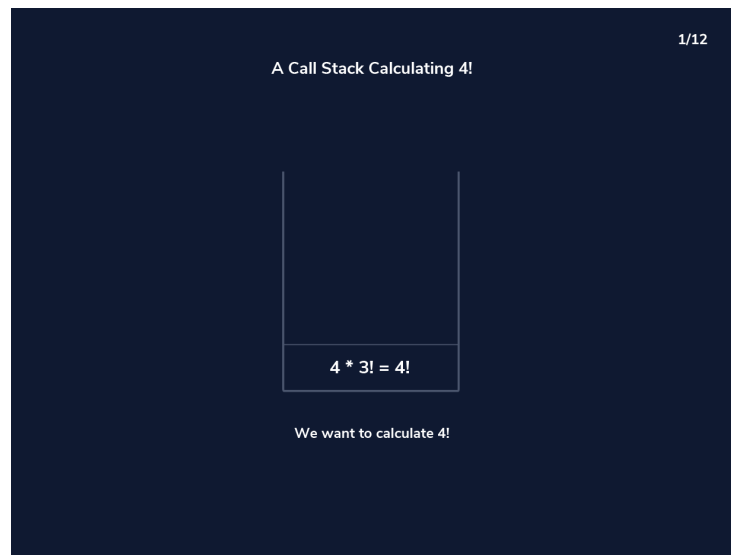 1/12
A Call Stack Calculating 4!
4 * 3! = 4!
We want to calculate 4!